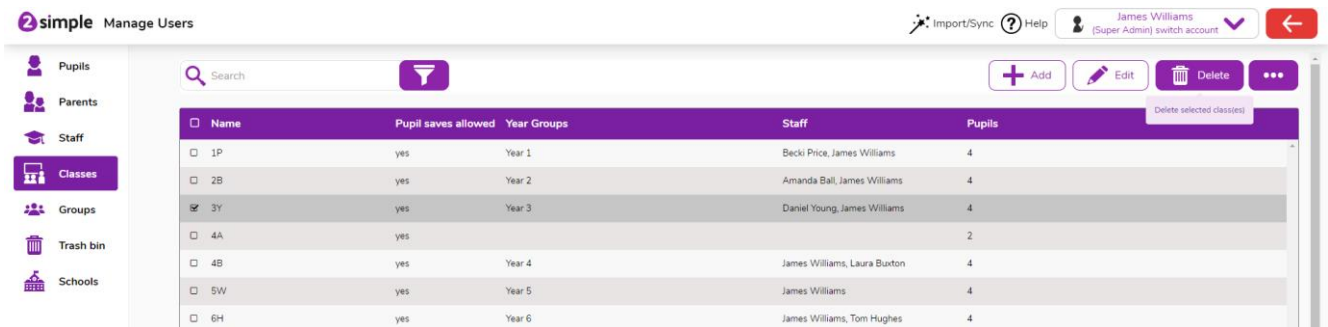 2simple Manage Users
Import/Sync ? Help
James Williams
(Super Admin) switch account
Pupils
Parents
Staff
Classes
Groups
Trash bin
Schools
Search
Add Edit Delete
Delete selected class(es)
Name Pupil saves allowed Year Groups Staff Pupils
1P yes Year 1 Becki Price, James Williams 4
2B yes Year 2 Amanda Ball, James Williams 4
3Y yes Year 3 Daniel Young, James Williams 4
4A yes 2
4B yes Year 4 James Williams, Laura Buxton 4
5W yes Year 5 James Williams 4
6H yes Year 6 James Williams, Tom Hughes 4